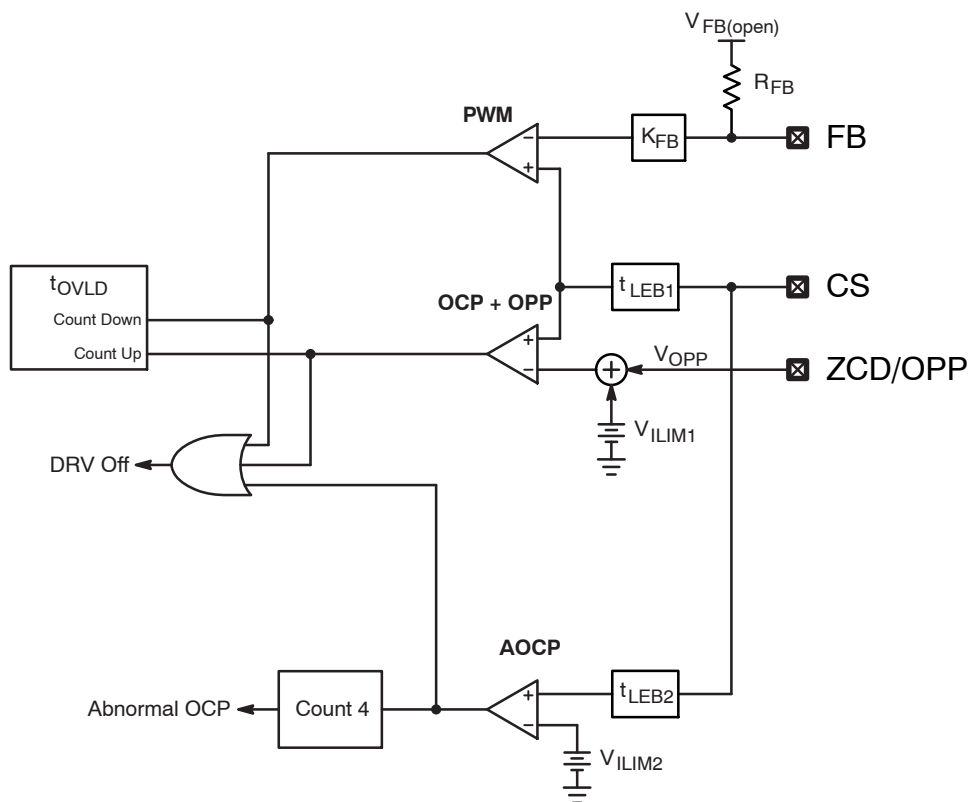 VFB(open)
RFB
PWM
−
+
KFB
FB
tOVLD
Count Down
Count Up
OCP + OPP
+
−
tLEB1
CS
VOPP
ZCD/OPP
+
VILIM1
DRV Off
AOCP
+
−
tLEB2
Abnormal OCP
Count 4
VILIM2